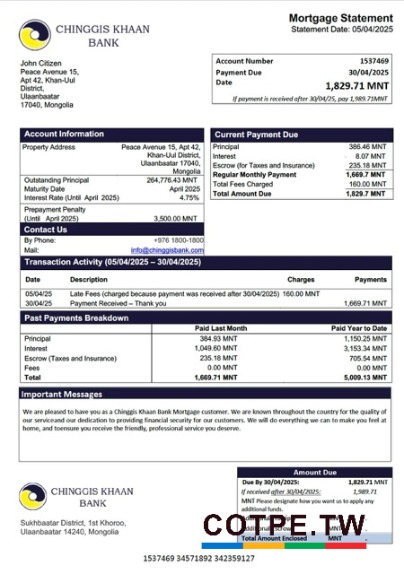 CHINGGIS KHAAN
BANK
Mortgage Statement
Statement Date: 05/04/2025
John Citizen
Peace Avenue 15,
Apt 42, Khan-Uul
District,
Ulaanbaatar
17040, Mongolia
Account Number 1537469
Payment Due 30/04/2025
Date 1,829.71 MNT
If payment is received after 30/04/25, pay 1,989.71MNT
Account Information
Property Address Peace Avenue 15, Apt 42,
Khan-Uul District,
Ulaanbaatar 17040,
Mongolia
Outstanding Principal 264,776.43 MNT
Maturity Date April 2025
Interest Rate (Until April 2025) 4.75%
Prepayment Penalty
(Until April 2025) 3,500.00 MNT
Contact Us
By Phone: +976 1800-1800
Mail: info@chinggisbank.com
Current Payment Due
Principal 386.46 MNT
Interest 8.07 MNT
Escrow (for Taxes and Insurance) 235.18 MNT
Regular Monthly Payment 1,669.7 MNT
Total Fees Charged 160.00 MNT
Total Amount Due 1,829.7 MNT
Transaction Activity (05/04/2025 – 30/04/2025)
Date Description Charges Payments
05/04/25 Late Fees (charged because payment was received after 30/04/2025) 160.00 MNT
30/04/25 Payment Received – Thank you 1,669.71 MNT
Past Payments Breakdown
Paid Last Month Paid Year to Date
Principal 384.93 MNT 1,150.25 MNT
Interest 1,049.60 MNT 3,153.34 MNT
Escrow (Taxes and Insurance) 235.18 MNT 705.54 MNT
Fees 0.00 MNT 0.00 MNT
Total 1,669.71 MNT 5,009.13 MNT
Important Messages
We are pleased to have you as a Chinggis Khaan Bank Mortgage customer. We are known throughout the country for the quality of
our serviceand our dedication to providing financial security for our customers. We will do everything we can to make you feel at
home, and toensure you receive the friendly, professional service you deserve.
CHINGGIS KHAAN
BANK
Sukhbaatar District, 1st Khoroo,
Ulaanbaatar 14240, Mongolia
Amount Due
Due By 30/04/2025: 1,829.71 MNT
If received after 30/04/2025: 1,989.71
MNT Please designate how you want us to apply any
additional funds.
COTPE.TW
Total Amount Enclosed MNT
1537469 34571892 342359127